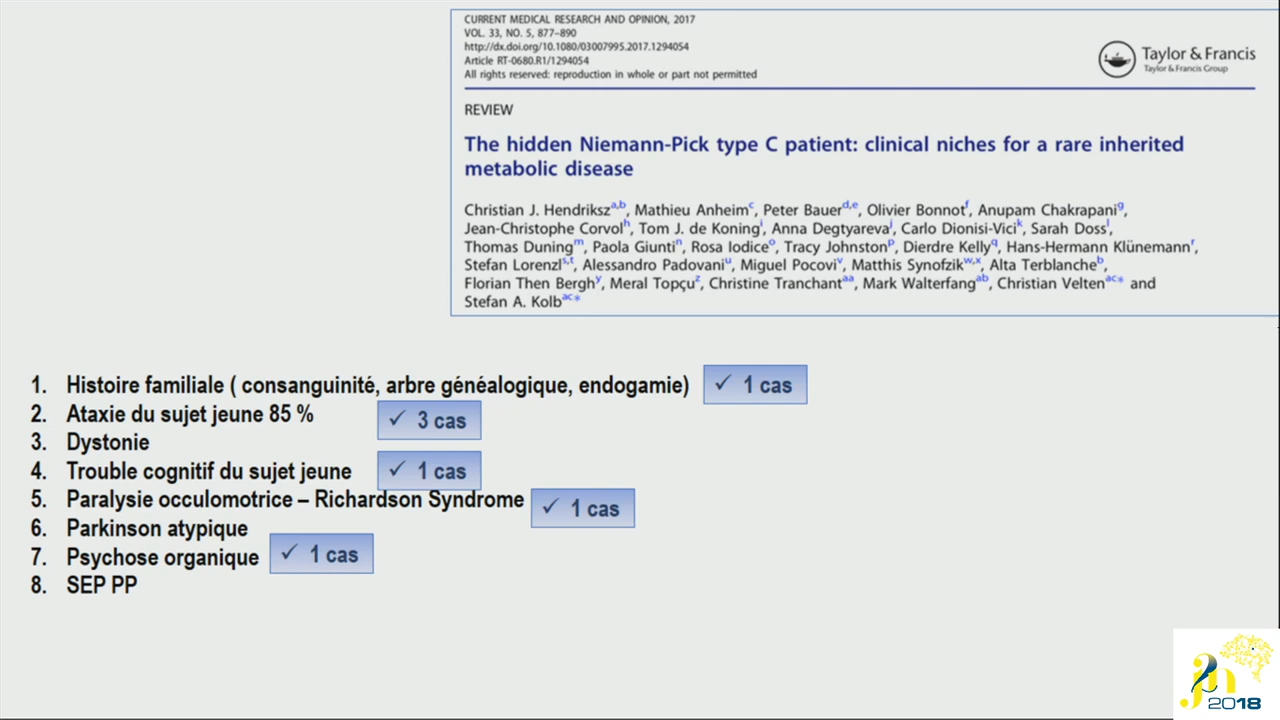 CURRENT MEDICAL RESEARCH AND OPINION, 2017
VOL. 33, NO. 5, 877–890
http://dx.doi.org/10.1080/03007995.2017.1294054
Article RT-0680.R1/1294054
All rights reserved: reproduction in whole or part not permitted
Taylor & Francis
Taylor & Francis Group
REVIEW
The hidden Niemann-Pick type C patient: clinical niches for a rare inherited
metabolic disease
Christian J. Hendriksz a,b, Mathieu Anheim c, Peter Bauer d,e, Olivier Bonnot f, Anupam Chakrapani g,
Jean-Christophe Corvol h, Tom J. de Koning i, Anna Degtyareva j, Carlo Dionisi-Vici k, Sarah Doss l,
Thomas Duning m, Paola Giunti n, Rosa Iodice o, Tracy Johnston p, Dierdre Kelly q, Hans-Hermann Klünemann r,
Stefan Lorenzl s,t, Alessandro Padovani u, Miguel Pocovi v, Matthis Synofzik w,x, Alta Terblanche b,
Florian Then Bergh y, Meral Topçu z, Christine Tranchant aa, Mark Walterfang ab, Christian Velten ac* and
Stefan A. Kolb ac*
1. Histoire familiale ( consanguinité, arbre généalogique, endogamie) ✓ 1 cas
2. Ataxie du sujet jeune 85 % ✓ 3 cas
3. Dystonie
4. Trouble cognitif du sujet jeune ✓ 1 cas
5. Paralysie occulomotrice – Richardson Syndrome ✓ 1 cas
6. Parkinson atypique
7. Psychose organique ✓ 1 cas
8. SEP PP
2018